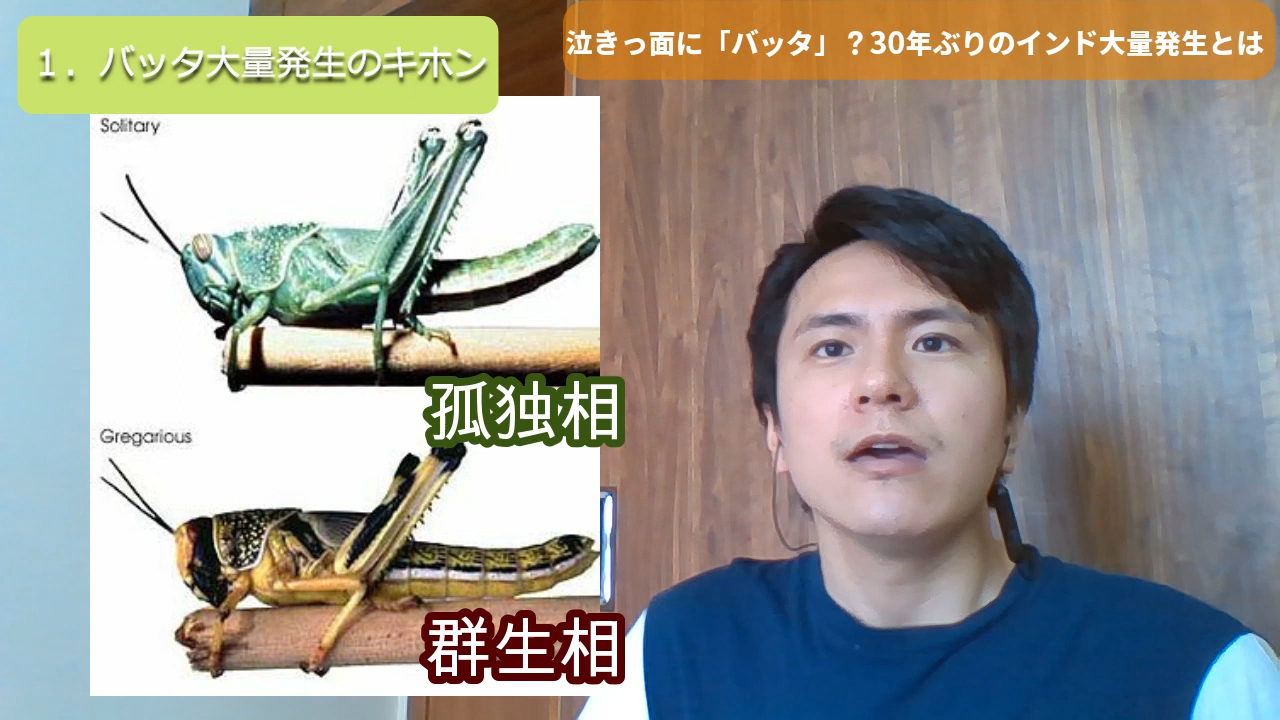 １．バッタ大量発生のキホン
泣きっ面に「バッタ」？30年ぶりのインド大量発生とは
Solitary
孤独相
Gregarious
群生相